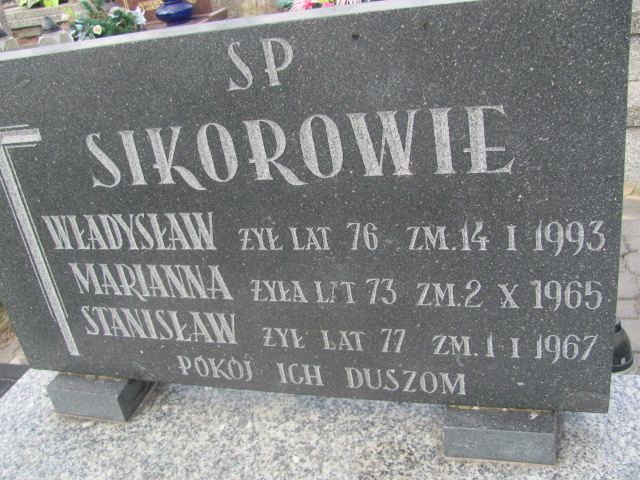 SP
SIKOROWIE
WŁADYSŁAW ŻYŁ LAT 76 ZM. 14 I 1993
MARIANNA ŻYŁA LAT 73 ZM. 2 X 1965
STANISŁAW ŻYŁ LAT 77 ZM. 1 I 1967
POKÓJ ICH DUSZOM